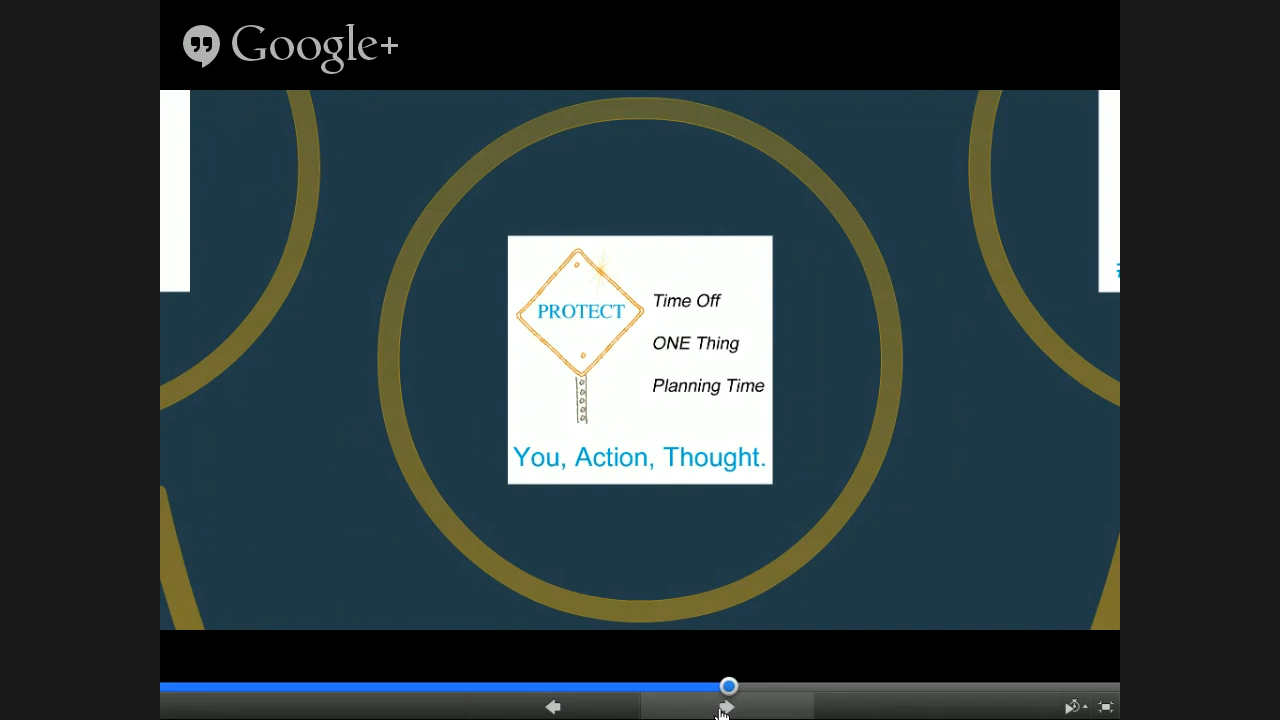 Google+
PROTECT
Time Off
ONE Thing
Planning Time
You, Action, Thought.